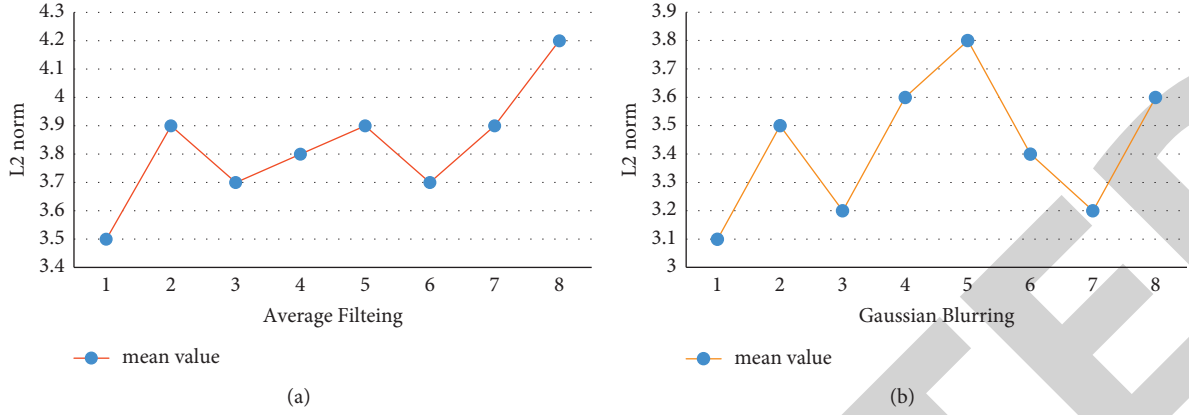 4.3
4.2
4.1
4
3.9
3.8
3.7
3.6
3.5
3.4
L2 norm
1 2 3 4 5 6 7 8
Average Filteing
mean value
(a)
3.9
3.8
3.7
3.6
3.5
3.4
3.3
3.2
3.1
3
L2 norm
1 2 3 4 5 6 7 8
Gaussian Blurring
mean value
(b)